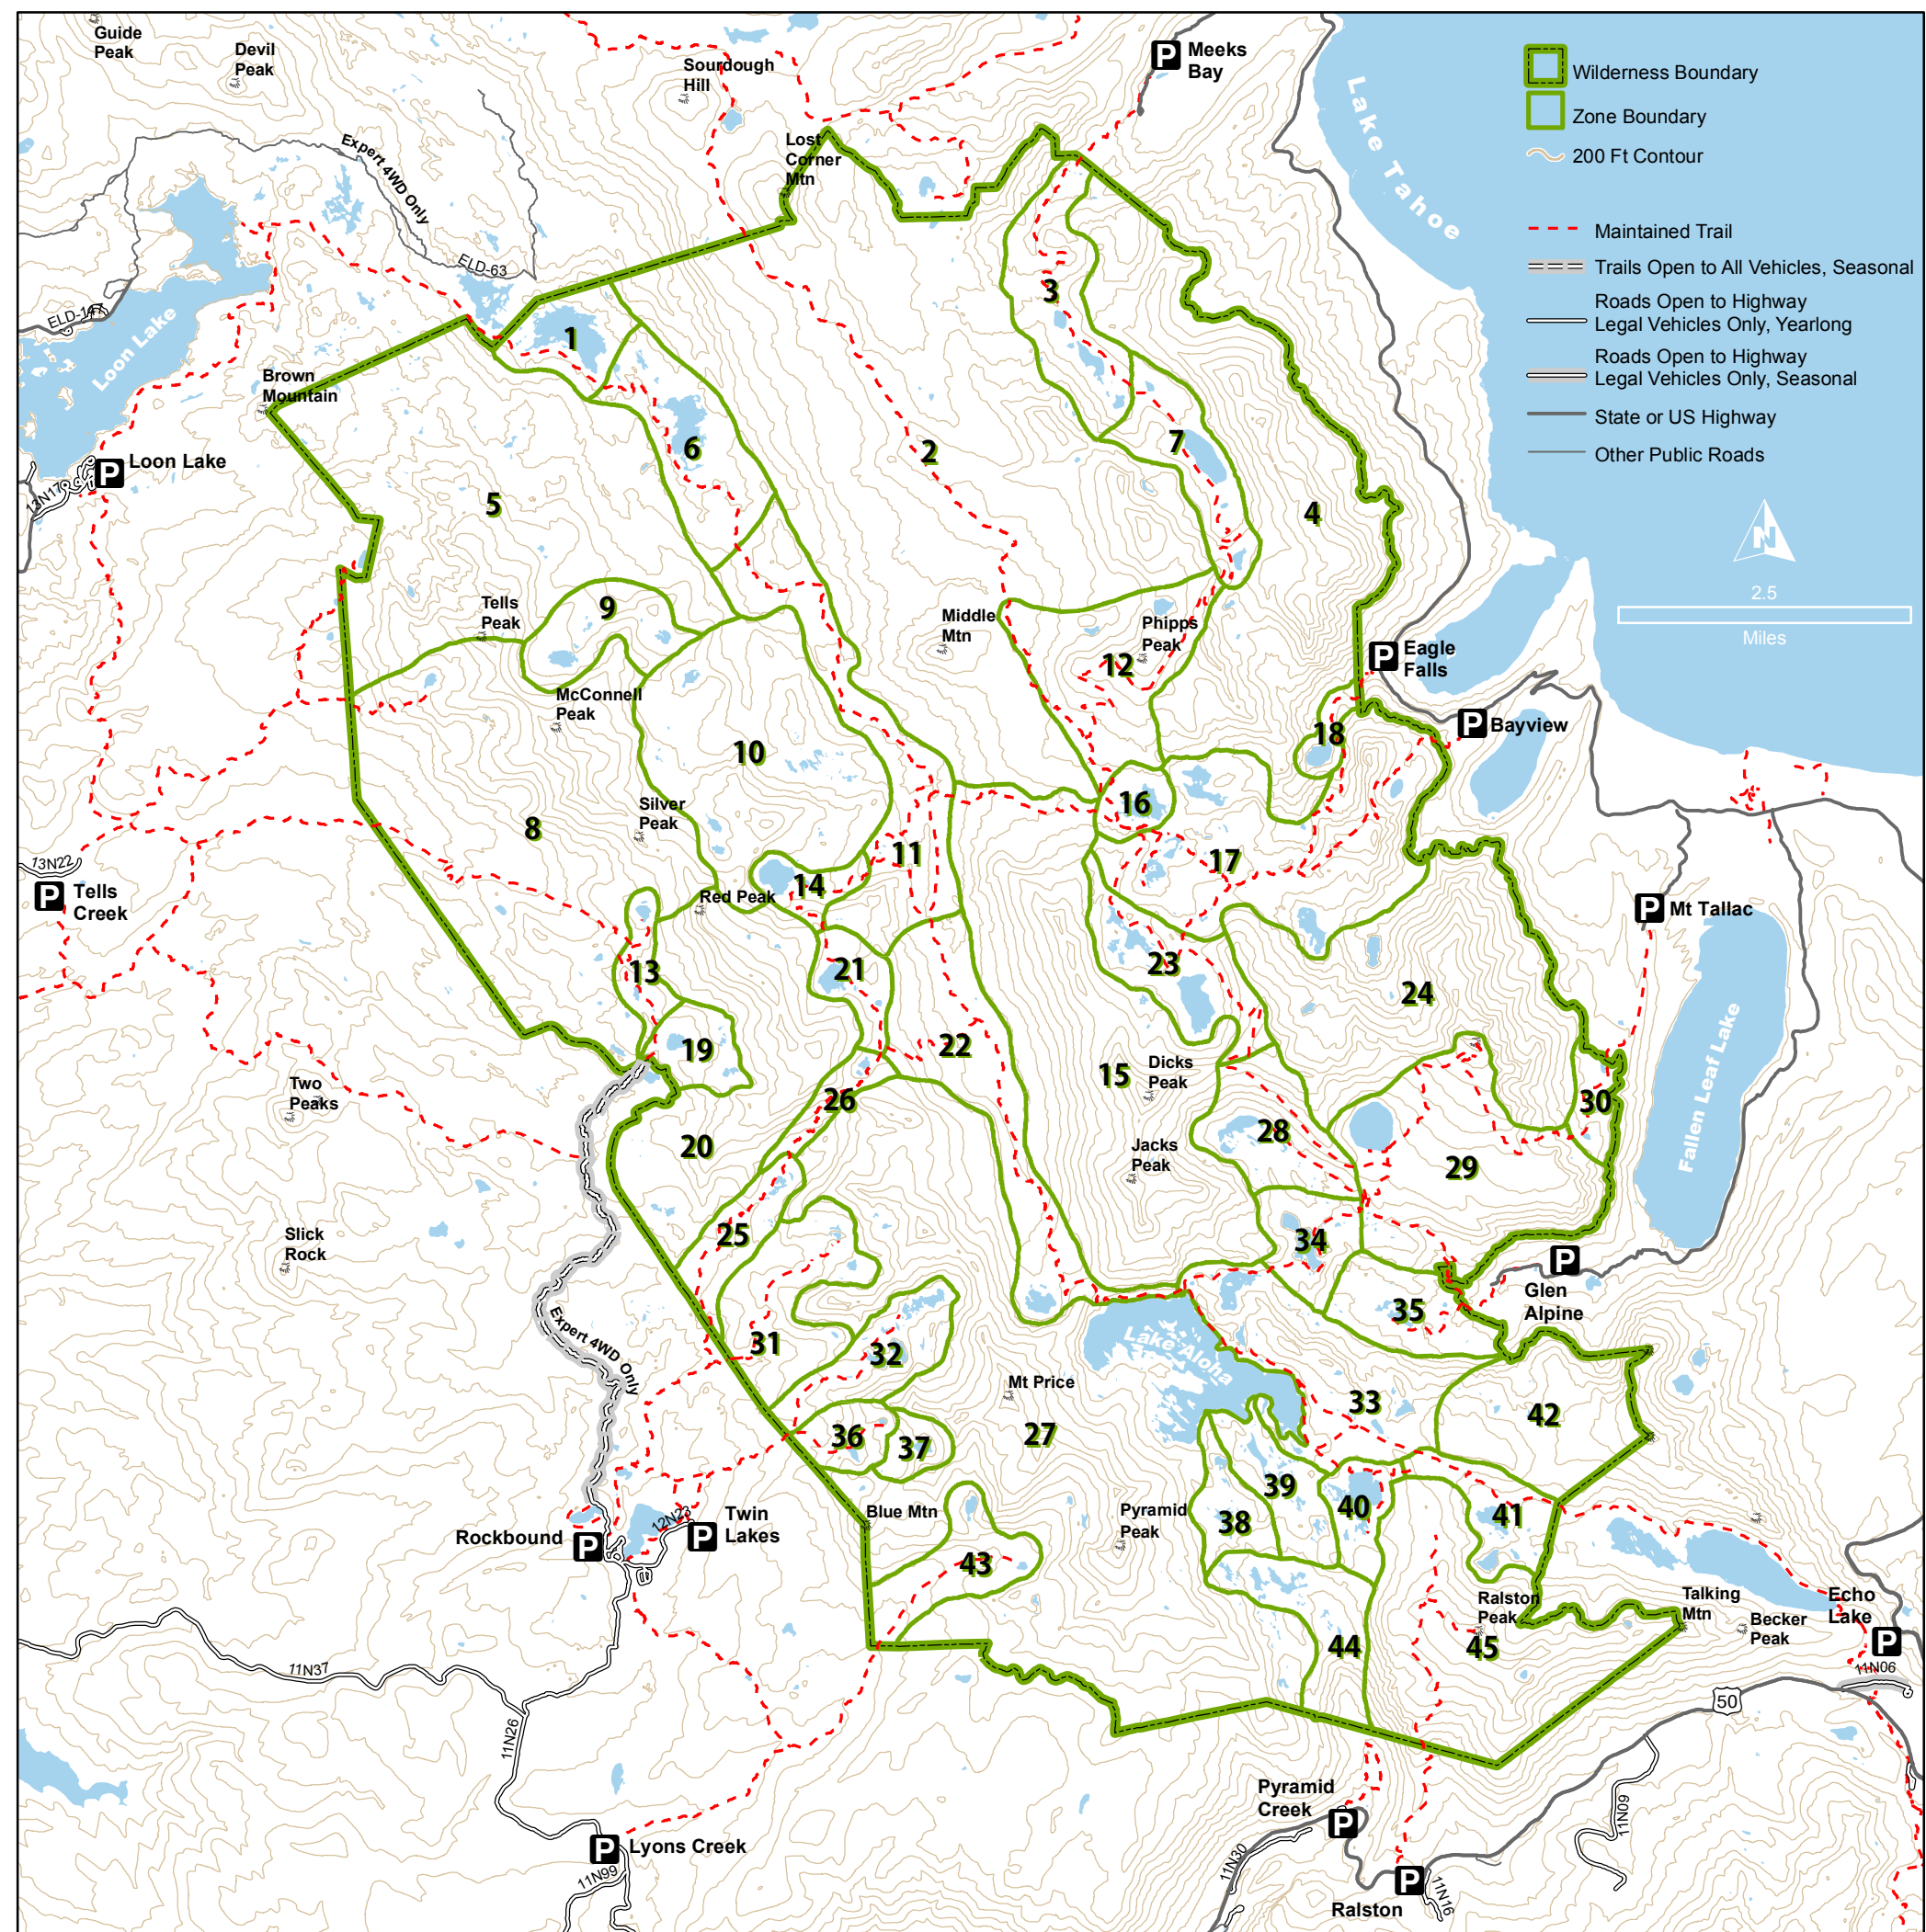 Guide
Peak
Devil
Peak
Sourdough
Hill
Meeks
Bay
Lake Tahoe
Wilderness Boundary
Zone Boundary
200 Ft Contour
Maintained Trail
Trails Open to All Vehicles, Seasonal
Roads Open to Highway
Legal Vehicles Only, Yearlong
Roads Open to Highway
Legal Vehicles Only, Seasonal
State or US Highway
Other Public Roads
N
2.5
Miles
Expert 4WD Only
Lost
Corner
Mtn
ELD-63
ELD-147
Loon Lake
Brown
Mountain
P Loon Lake
13N17
1
2
3
4
5
6
7
Tells
Peak
9
Middle
Mtn
Phipps
Peak
12
P Eagle
Falls
McConnell
Peak
P Bayview
18
10
Silver
Peak
8
16
11
17
13N22
P Tells
Creek
14
Red Peak
P Mt Tallac
13
21
23
24
Fallen Leaf Lake
19
22
15
Dicks
Peak
Two
Peaks
26
28
30
20
Jacks
Peak
29
Slick
Rock
25
34
P
Glen
Alpine
35
Expert 4WD Only
31
32
Lake Aloha
Mt Price
33
42
36
37
27
39
40
41
38
Pyramid
Peak
Blue Mtn
Rockbound P
12N23
P Twin
Lakes
43
Ralston
Peak
45
44
Talking
Mtn
Becker
Peak
Echo
Lake
P
11N06
50
11N37
11N26
Pyramid
Creek
P
11N09
P Lyons Creek
11N99
11N30
P
Ralston
11N16